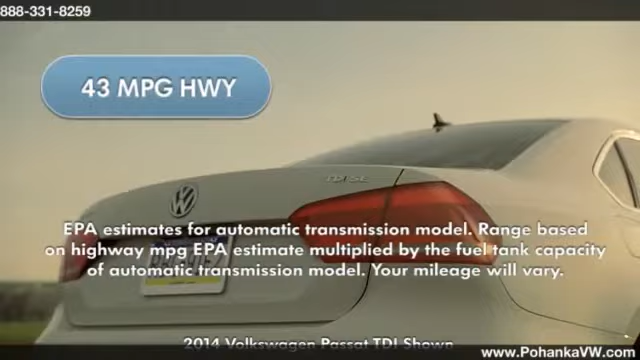 888-331-8259
43 MPG HWY
TDI SE
EPA estimates for automatic transmission model. Range based
on highway mpg EPA estimate multiplied by the fuel tank capacity
of automatic transmission model. Your mileage will vary.
2014 Volkswagen Passat TDI Shown
www.PohankaVW.com